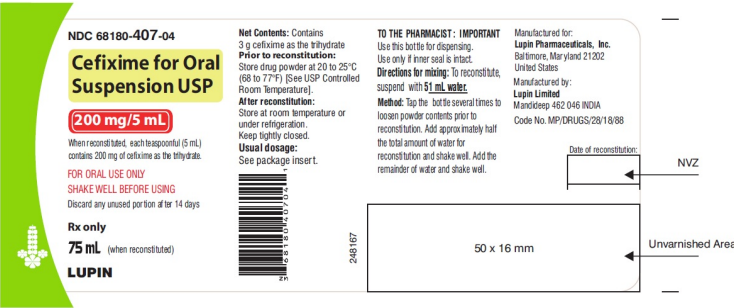 NDC 68180-407-04
Cefixime for Oral
Suspension USP
200 mg/5 mL
When reconstituted, each teaspoonful (5 mL)
contains 200 mg of cefixime as the trihydrate.
FOR ORAL USE ONLY
SHAKE WELL BEFORE USING
Discard any unused portion after 14 days
Rx only
75 mL (when reconstituted)
LUPIN
Net Contents: Contains
3 g cefixime as the trihydrate
Prior to reconstitution:
Store drug powder at 20 to 25°C
(68 to 77°F) [See USP Controlled
Room Temperature].
After reconstitution:
Store at room temperature or
under refrigeration.
Keep tightly closed.
Usual dosage:
See package insert.
3 68180 40704 1
TO THE PHARMACIST: IMPORTANT
Use this bottle for dispensing.
Use only if inner seal is intact.
Directions for mixing: To reconstitute,
suspend with 51 mL water.
Method: Tap the bottle several times to
loosen powder contents prior to
reconstitution. Add approximately half
the total amount of water for
reconstitution and shake well. Add the
remainder of water and shake well.
Manufactured for:
Lupin Pharmaceuticals, Inc.
Baltimore, Maryland 21202
United States
Manufactured by:
Lupin Limited
Mandideep 462 046 INDIA
Code No. MP/DRUGS/28/18/88
Date of reconstitution:
NVZ
248167
50 x 16 mm
Unvarnished Area